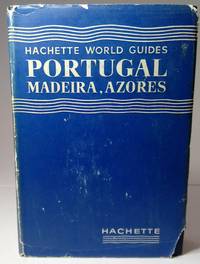 HACHETTE WORLD GUIDES
PORTUGAL
MADEIRA, AZORES
HACHETTE